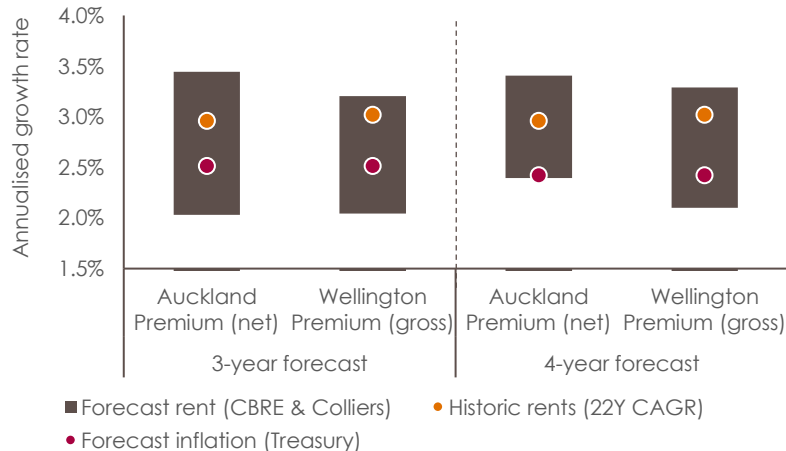 Annualised growth rate
4.0%
3.5%
3.0%
2.5%
2.0%
1.5%
Auckland
Premium (net)
Wellington
Premium (gross)
Auckland
Premium (net)
Wellington
Premium (gross)
3-year forecast
4-year forecast
Forecast rent (CBRE & Colliers)
Historic rents (22Y CAGR)
Forecast inflation (Treasury)